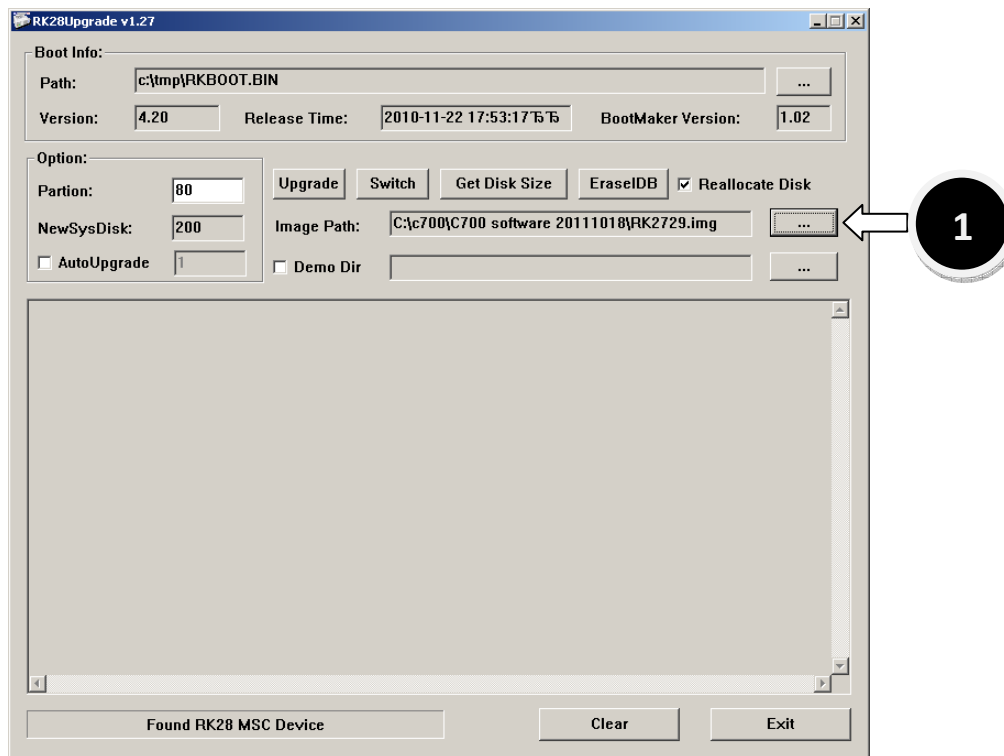 RK28Upgrade v1.27
Boot Info:
Path: c:\tmp\RKBOOT.BIN ...
Version: 4.20 Release Time: 2010-11-22 17:53:17ЂЂ BootMaker Version: 1.02
Option:
Partion: 80
Upgrade Switch Get Disk Size EraseIDB Reallocate Disk
NewSysDisk: 200
Image Path: C:\c700\C700 software 20111018\RK2729.img ...
1
AutoUpgrade 1
Demo Dir ...
Found RK28 MSC Device Clear Exit